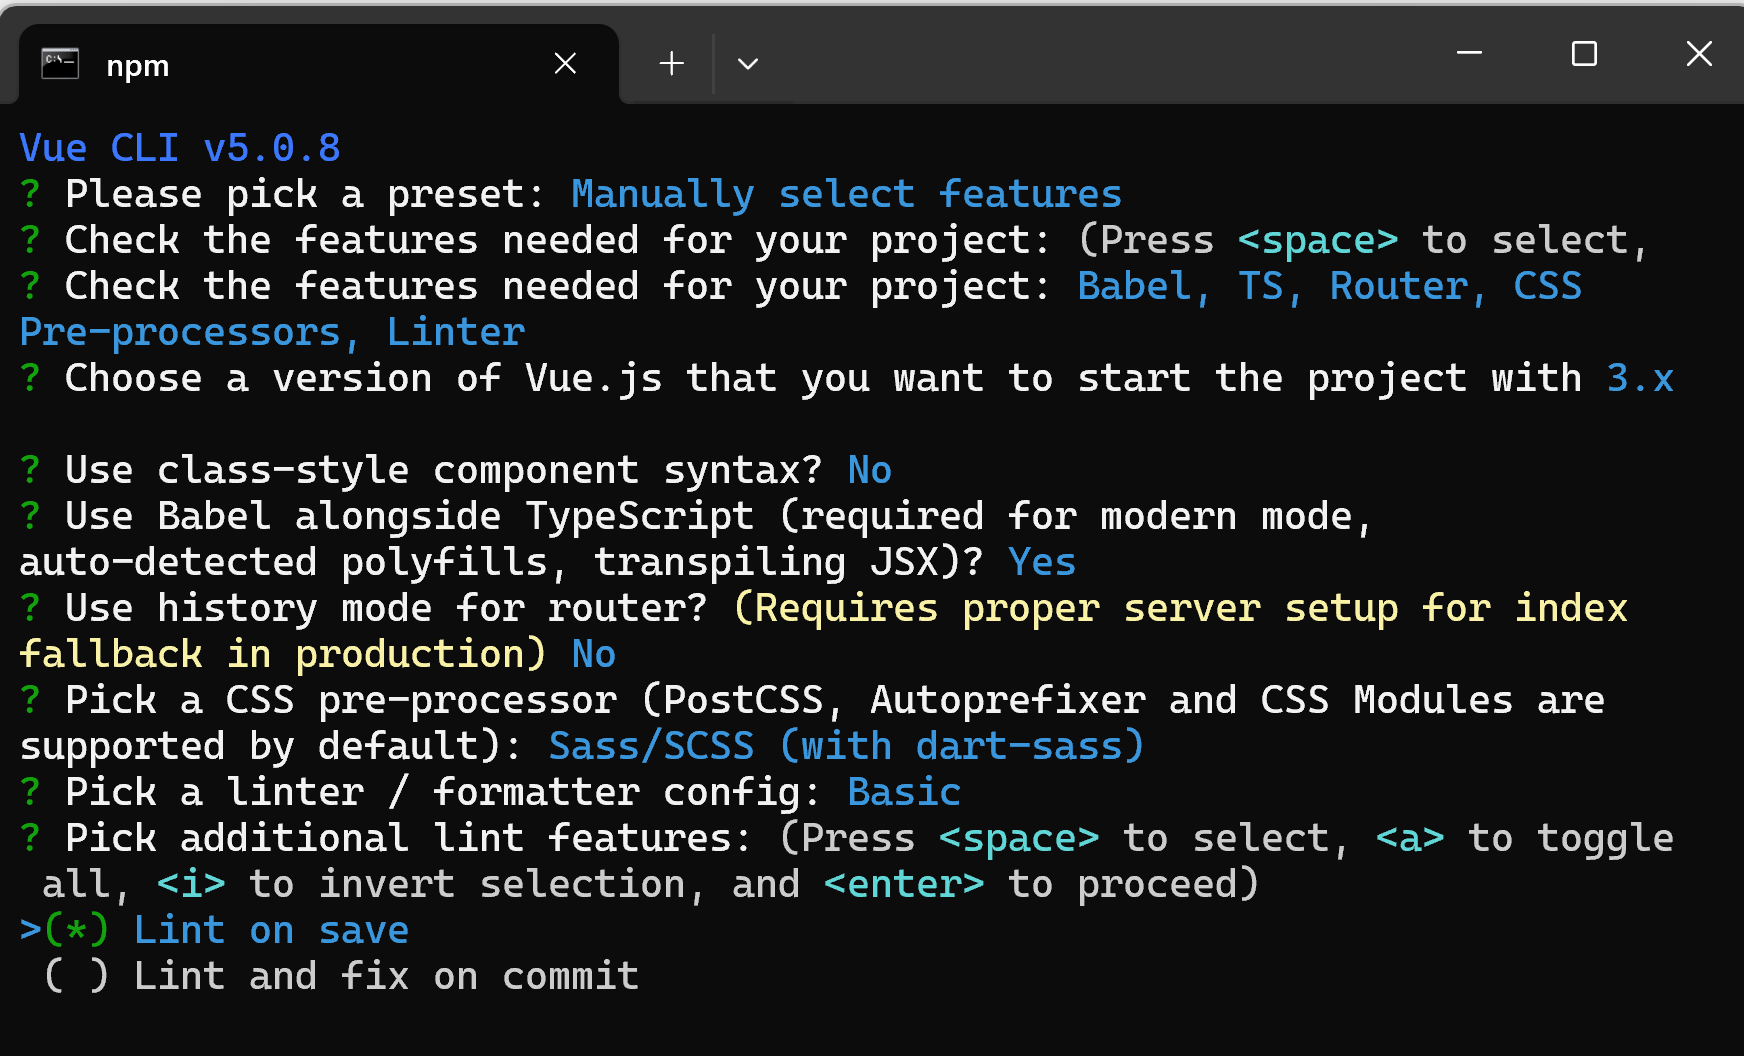 npm
Vue CLI v5.0.8
? Please pick a preset: Manually select features
? Check the features needed for your project: (Press <space> to select,
? Check the features needed for your project: Babel, TS, Router, CSS
Pre-processors, Linter
? Choose a version of Vue.js that you want to start the project with 3.x
? Use class-style component syntax? No
? Use Babel alongside TypeScript (required for modern mode,
auto-detected polyfills, transpiling JSX)? Yes
? Use history mode for router? (Requires proper server setup for index
fallback in production) No
? Pick a CSS pre-processor (PostCSS, Autoprefixer and CSS Modules are
supported by default): Sass/SCSS (with dart-sass)
? Pick a linter / formatter config: Basic
? Pick additional lint features: (Press <space> to select, <a> to toggle
all, <i> to invert selection, and <enter> to proceed)
>(*) Lint on save
( ) Lint and fix on commit